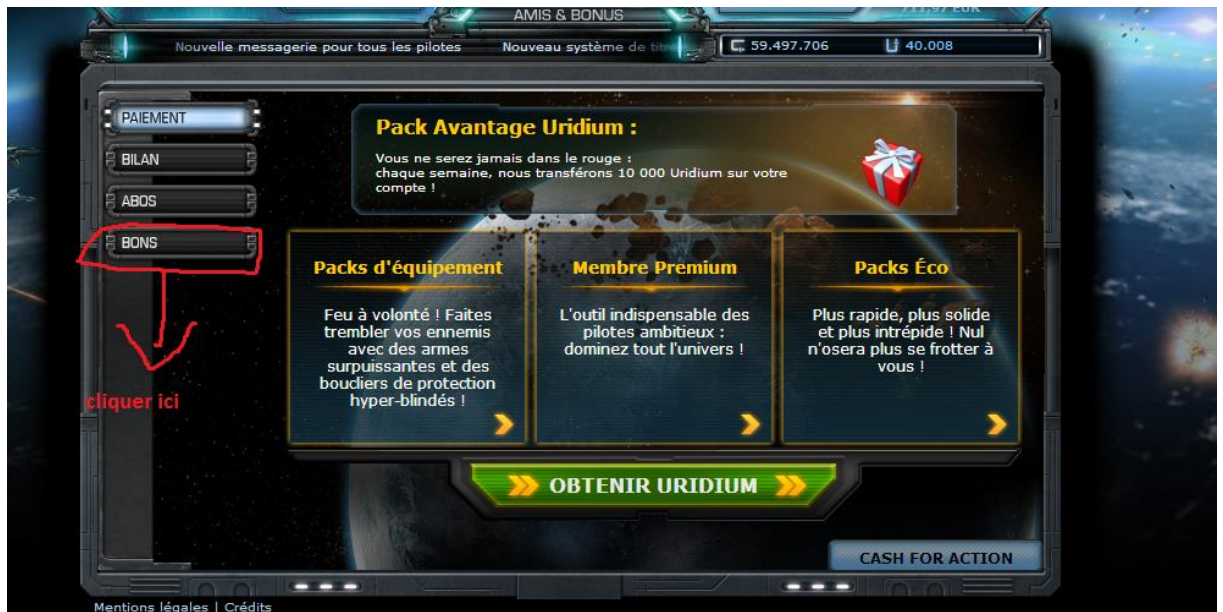 AMIS & BONUS
711,97 EUR
Nouvelle messagerie pour tous les pilotes
Nouveau système de titre
59.497.706
40.008
PAIEMENT
BILAN
ABOS
BONS
cliquer ici
Pack Avantage Uridium :
Vous ne serez jamais dans le rouge :
chaque semaine, nous transférons 10 000 Uridium sur votre
compte !
Packs d'équipement
Feu à volonté ! Faites
trembler vos ennemis
avec des armes
surpuissantes et des
boucliers de protection
hyper-blindés !
Membre Premium
L'outil indispensable des
pilotes ambitieux :
dominez tout l'univers !
Packs Éco
Plus rapide, plus solide
et plus intrépide ! Nul
n'osera plus se frotter à
vous !
OBTENIR URIDIUM
CASH FOR ACTION
Mentions légales | Crédits